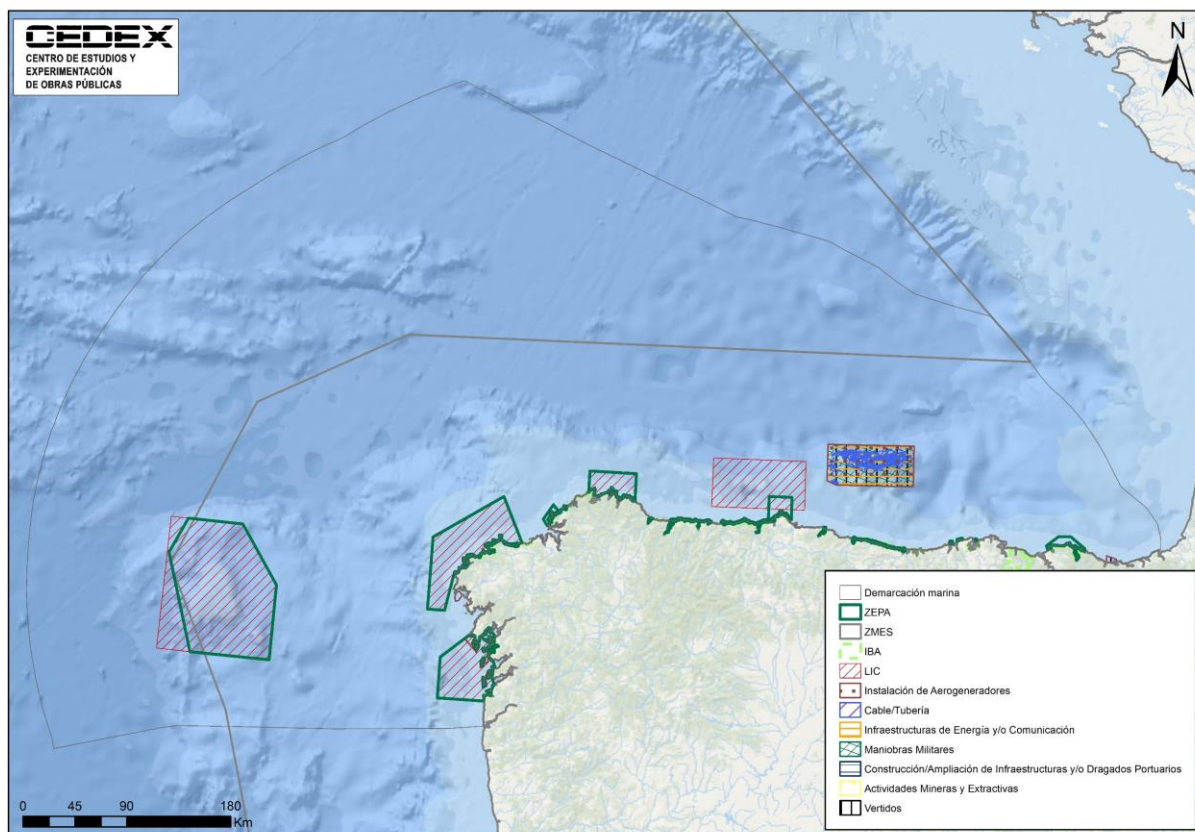 CEDEX
CENTRO DE ESTUDIOS Y
EXPERIMENTACIÓN
DE OBRAS PÚBLICAS
N
Demarcación marina
ZEPA
ZMES
IBA
LIC
Instalación de Aerogeneradores
Cable/Tubería
Infraestructuras de Energía y/o Comunicación
Maniobras Militares
Construcción/Ampliación de Infraestructuras y/o Dragados Portuarios
Actividades Mineras y Extractivas
Vertidos
0 45 90 180
Km